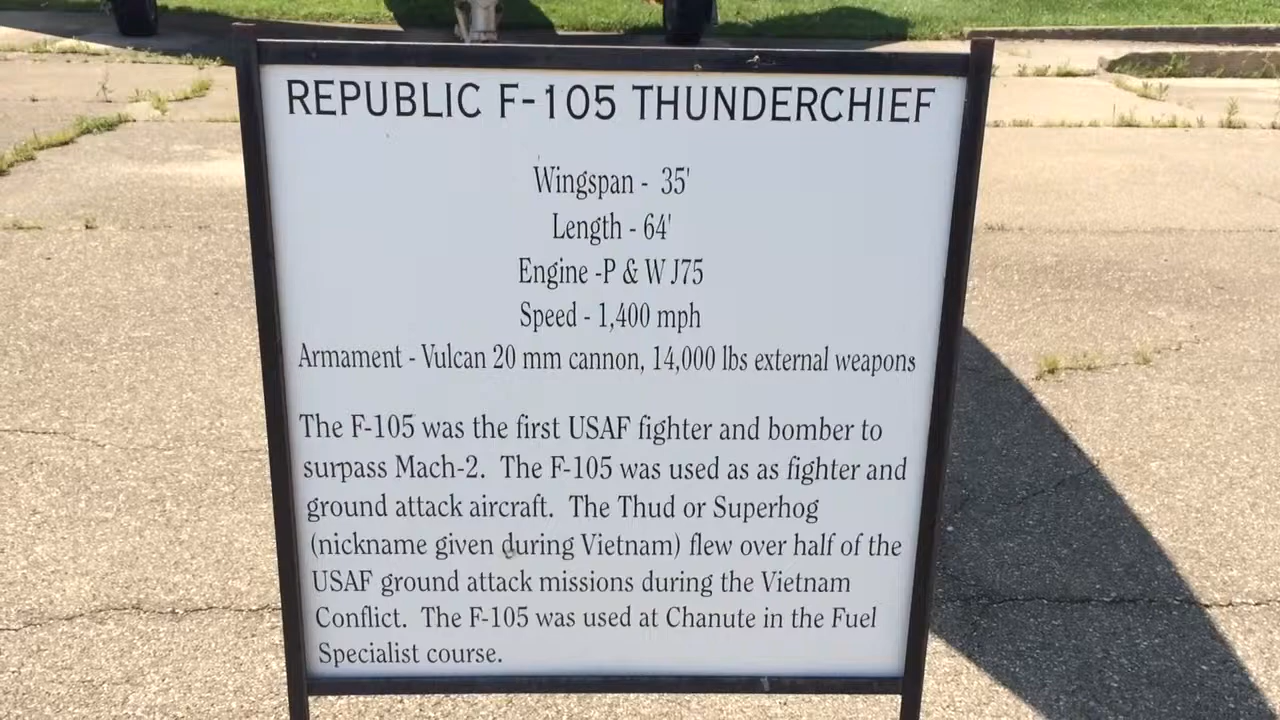 REPUBLIC F-105 THUNDERCHIEF
Wingspan - 35'
Length - 64'
Engine -P & W J75
Speed - 1,400 mph
Armament - Vulcan 20 mm cannon, 14,000 lbs external weapons
The F-105 was the first USAF fighter and bomber to
surpass Mach-2. The F-105 was used as as fighter and
ground attack aircraft. The Thud or Superhog
(nickname given during Vietnam) flew over half of the
USAF ground attack missions during the Vietnam
Conflict. The F-105 was used at Chanute in the Fuel
Specialist course.